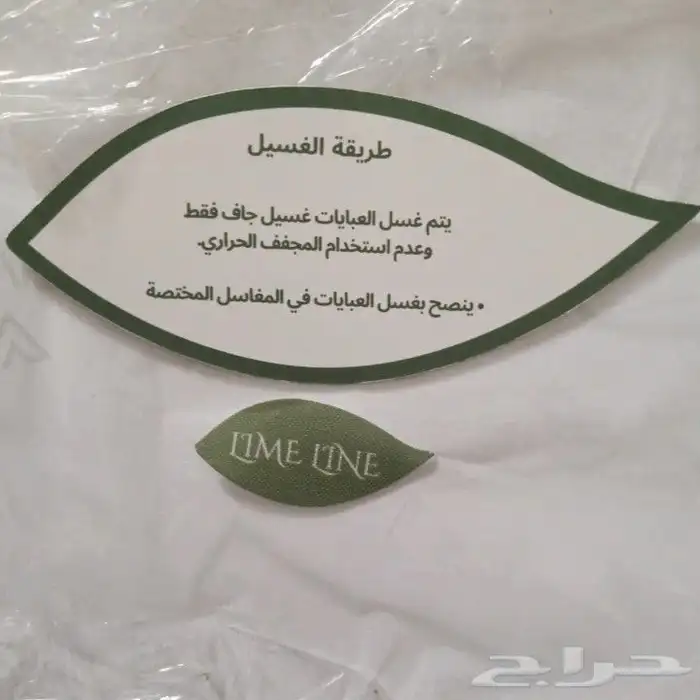 طريقة الغسيل
يتم غسل العبايات غسيل جاف فقط
وعدم استخدام المجفف الحراري.
• ينصح بغسل العبايات في المغاسل المختصة
LIME LINE
حراج